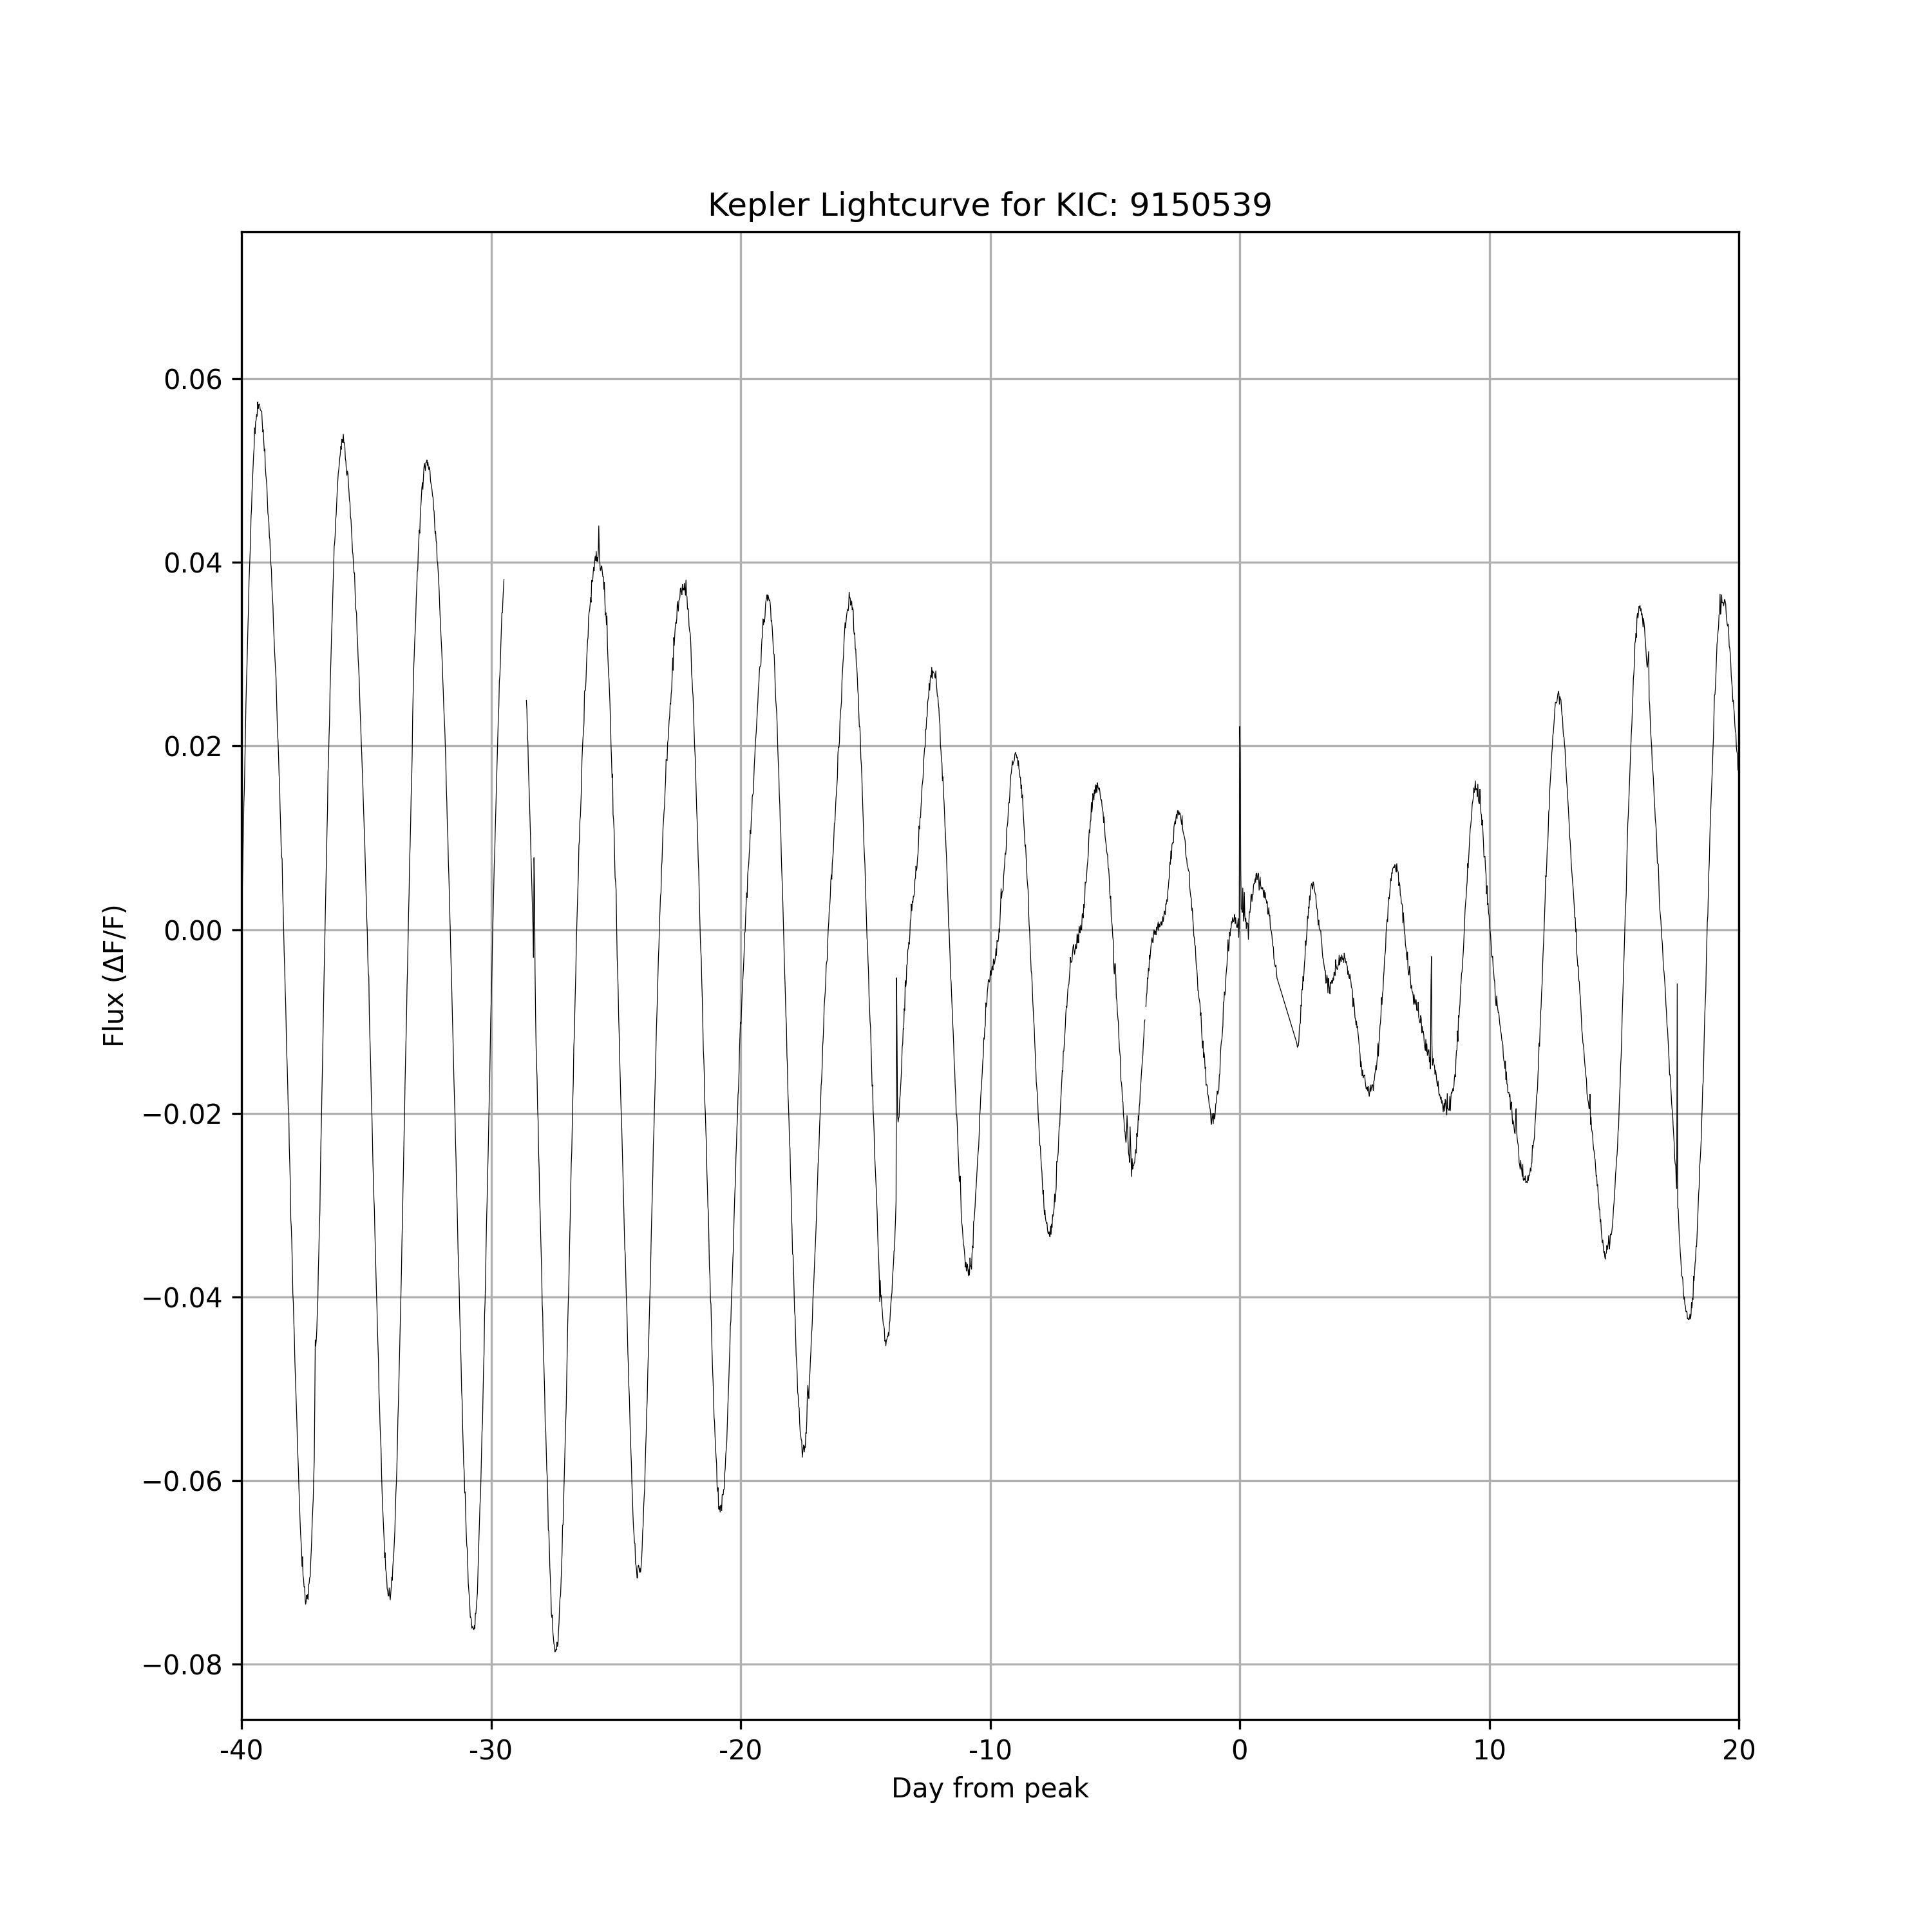 Kepler Lightcurve for KIC: 9150539
0.06
0.04
0.02
0.00
−0.02
−0.04
−0.06
−0.08
Flux (ΔF/F)
-40 -30 -20 -10 0 10 20
Day from peak